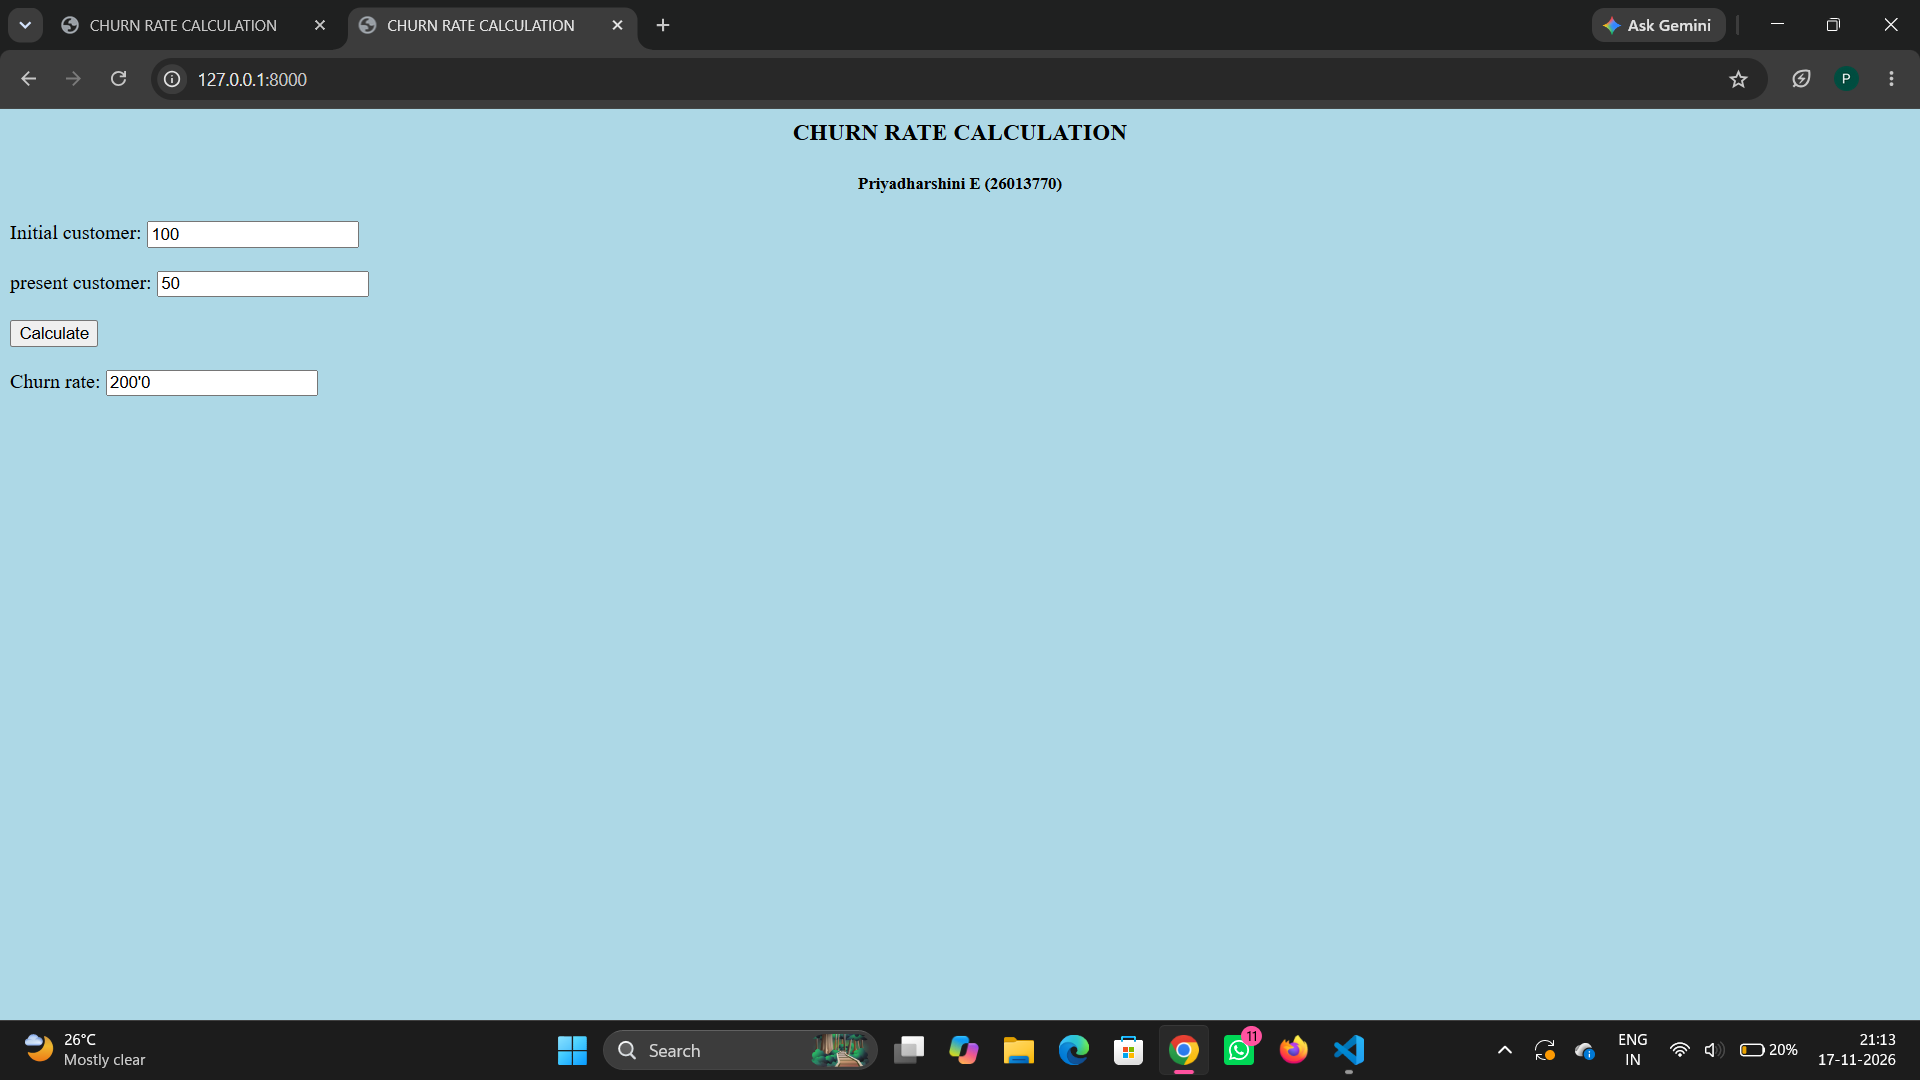 CHURN RATE CALCULATION
CHURN RATE CALCULATION
Ask Gemini
127.0.0.1:8000
P
CHURN RATE CALCULATION
Priyadharshini E (26013770)
Initial customer: 100
present customer: 50
Calculate
Churn rate: 200'0
26°C
Mostly clear
Search
11
ENG
IN
20%
21:13
17-11-2026